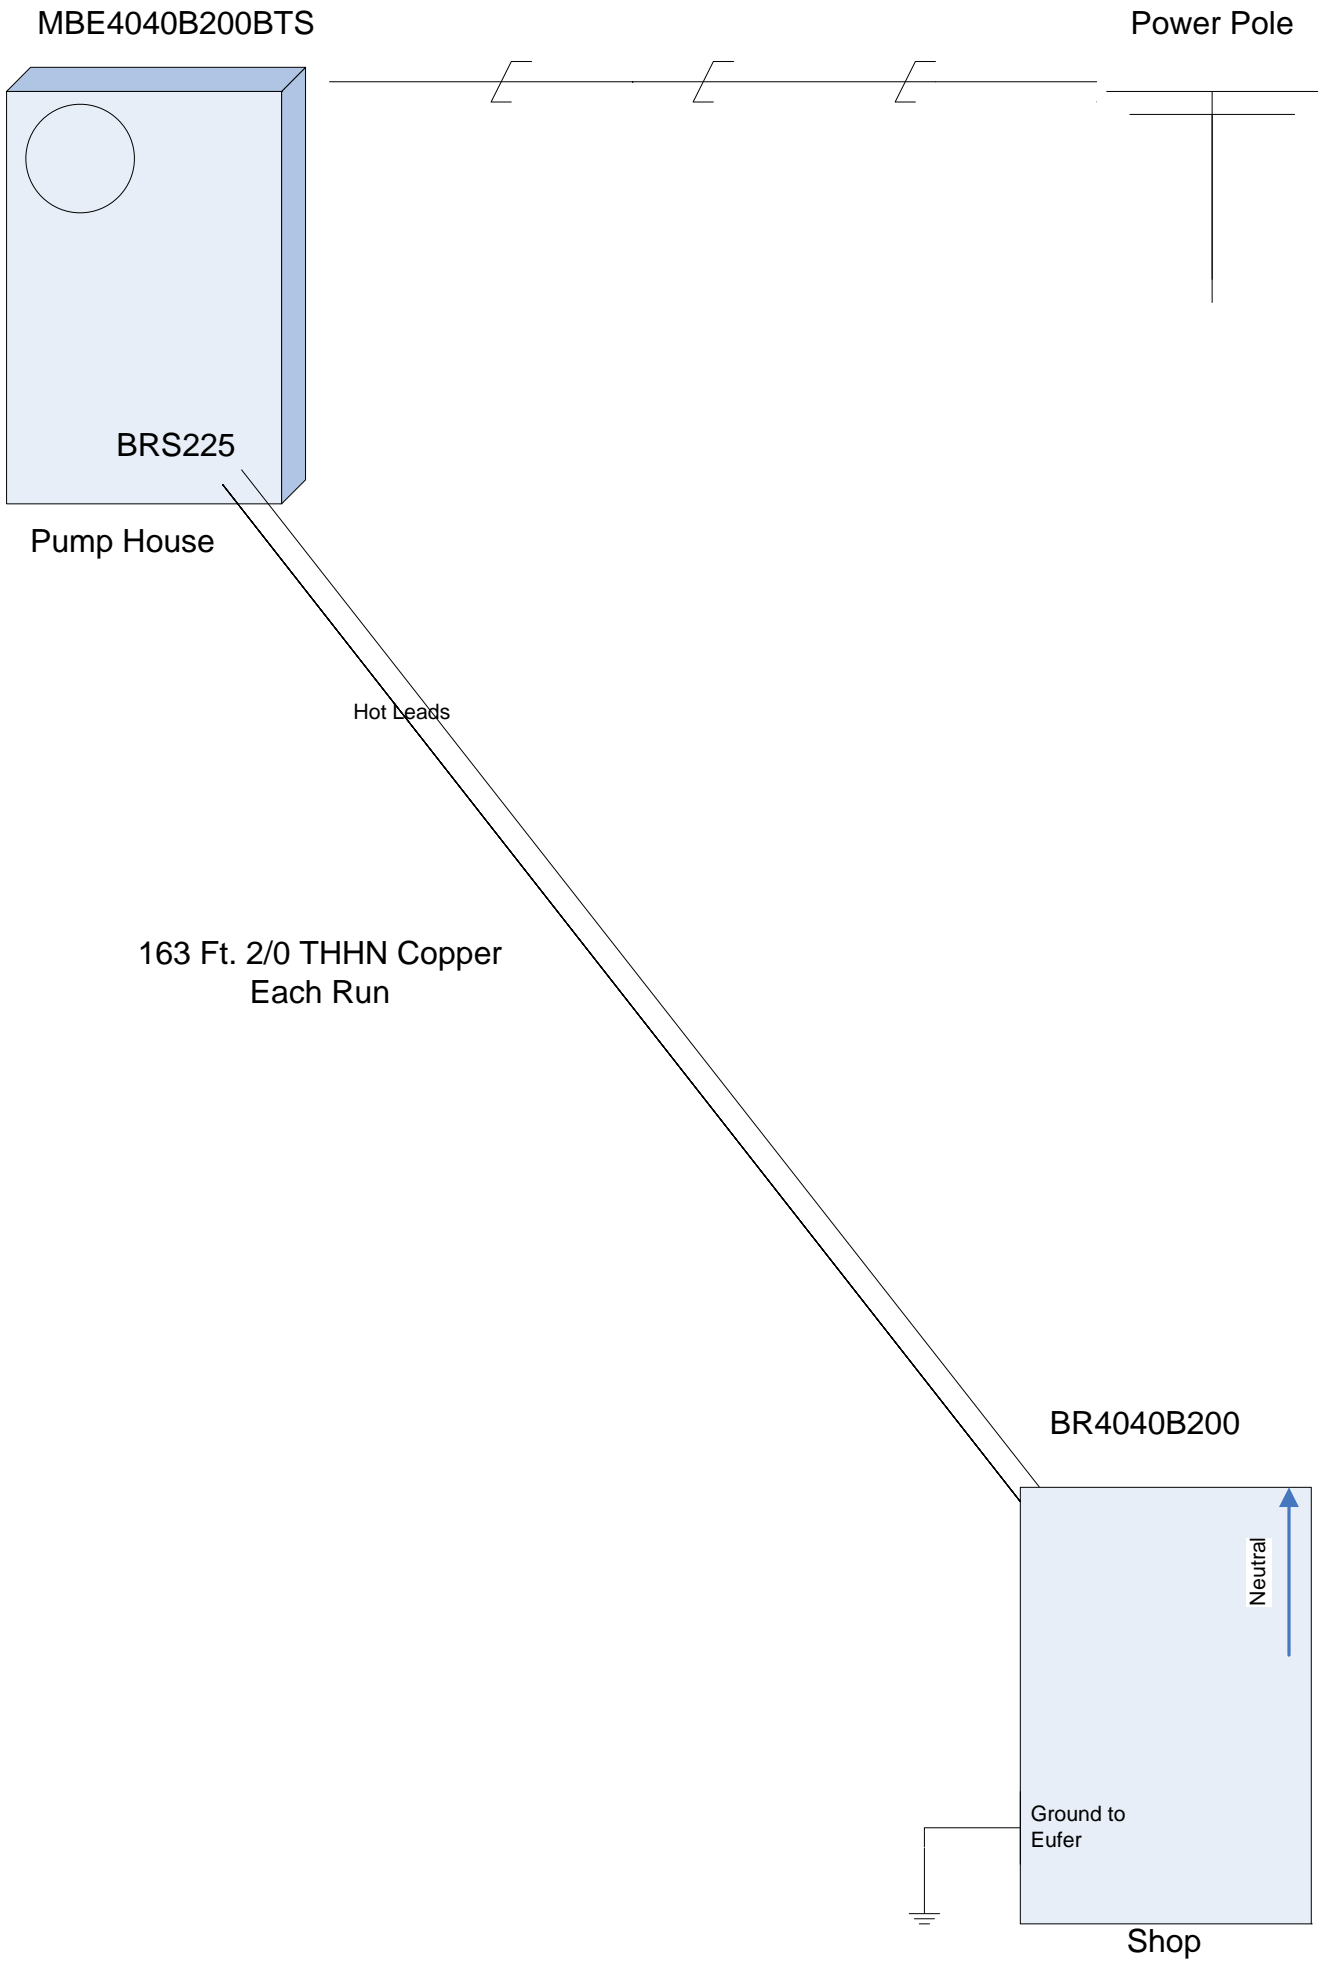 MBE4040B200BTS
Power Pole
BRS225
Pump House
Hot Leads
163 Ft. 2/0 THHN Copper
Each Run
BR4040B200
Neutral
Ground to
Eufer
Shop